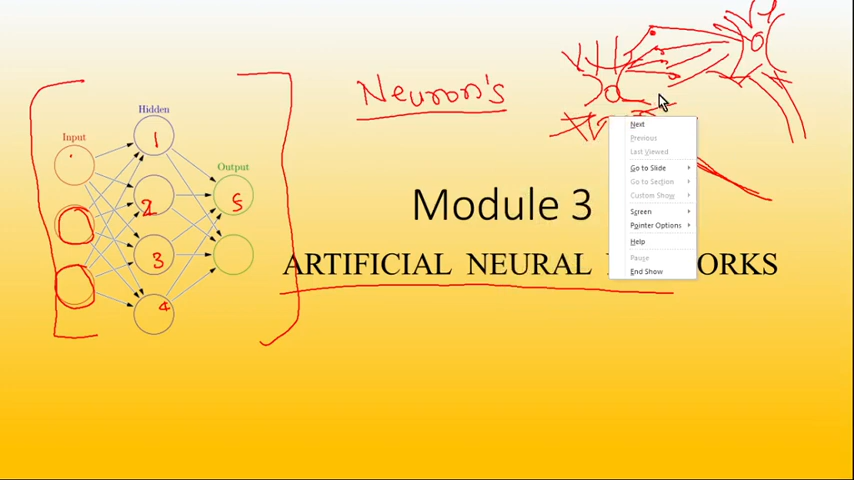 Neuron's
Hidden
Input
1
Output
2
5
3
4
Module 3
ARTIFICIAL NEURAL
ORKS
Next
Previous
Last Viewed
Go to Slide
Go to Section
Custom Show
Screen
Pointer Options
Help
Pause
End Show